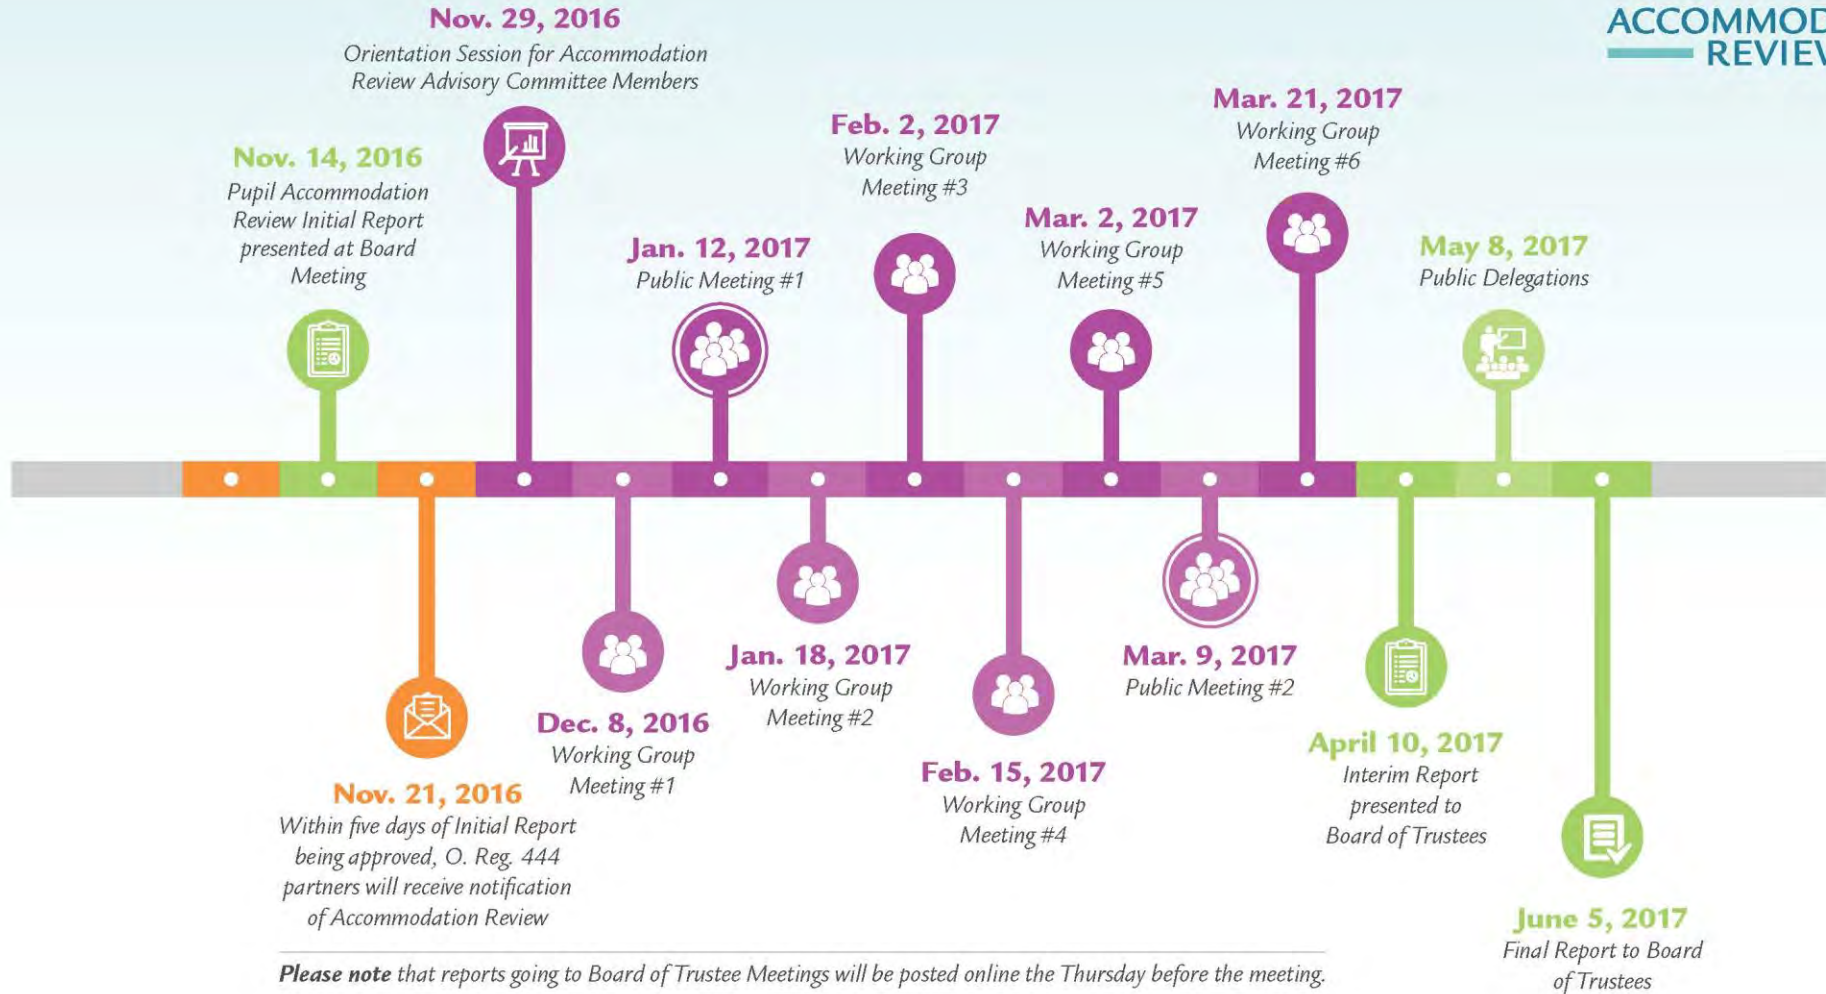 ACCOMMOD
REVIEW
Nov. 14, 2016
Pupil Accommodation
Review Initial Report
presented at Board
Meeting
Nov. 21, 2016
Within five days of Initial Report
being approved, O. Reg. 444
partners will receive notification
of Accommodation Review
Nov. 29, 2016
Orientation Session for Accommodation
Review Advisory Committee Members
Dec. 8, 2016
Working Group
Meeting #1
Jan. 12, 2017
Public Meeting #1
Jan. 18, 2017
Working Group
Meeting #2
Feb. 2, 2017
Working Group
Meeting #3
Feb. 15, 2017
Working Group
Meeting #4
Mar. 2, 2017
Working Group
Meeting #5
Mar. 9, 2017
Public Meeting #2
Mar. 21, 2017
Working Group
Meeting #6
April 10, 2017
Interim Report
presented to
Board of Trustees
May 8, 2017
Public Delegations
June 5, 2017
Final Report to Board
of Trustees
Please note that reports going to Board of Trustee Meetings will be posted online the Thursday before the meeting.